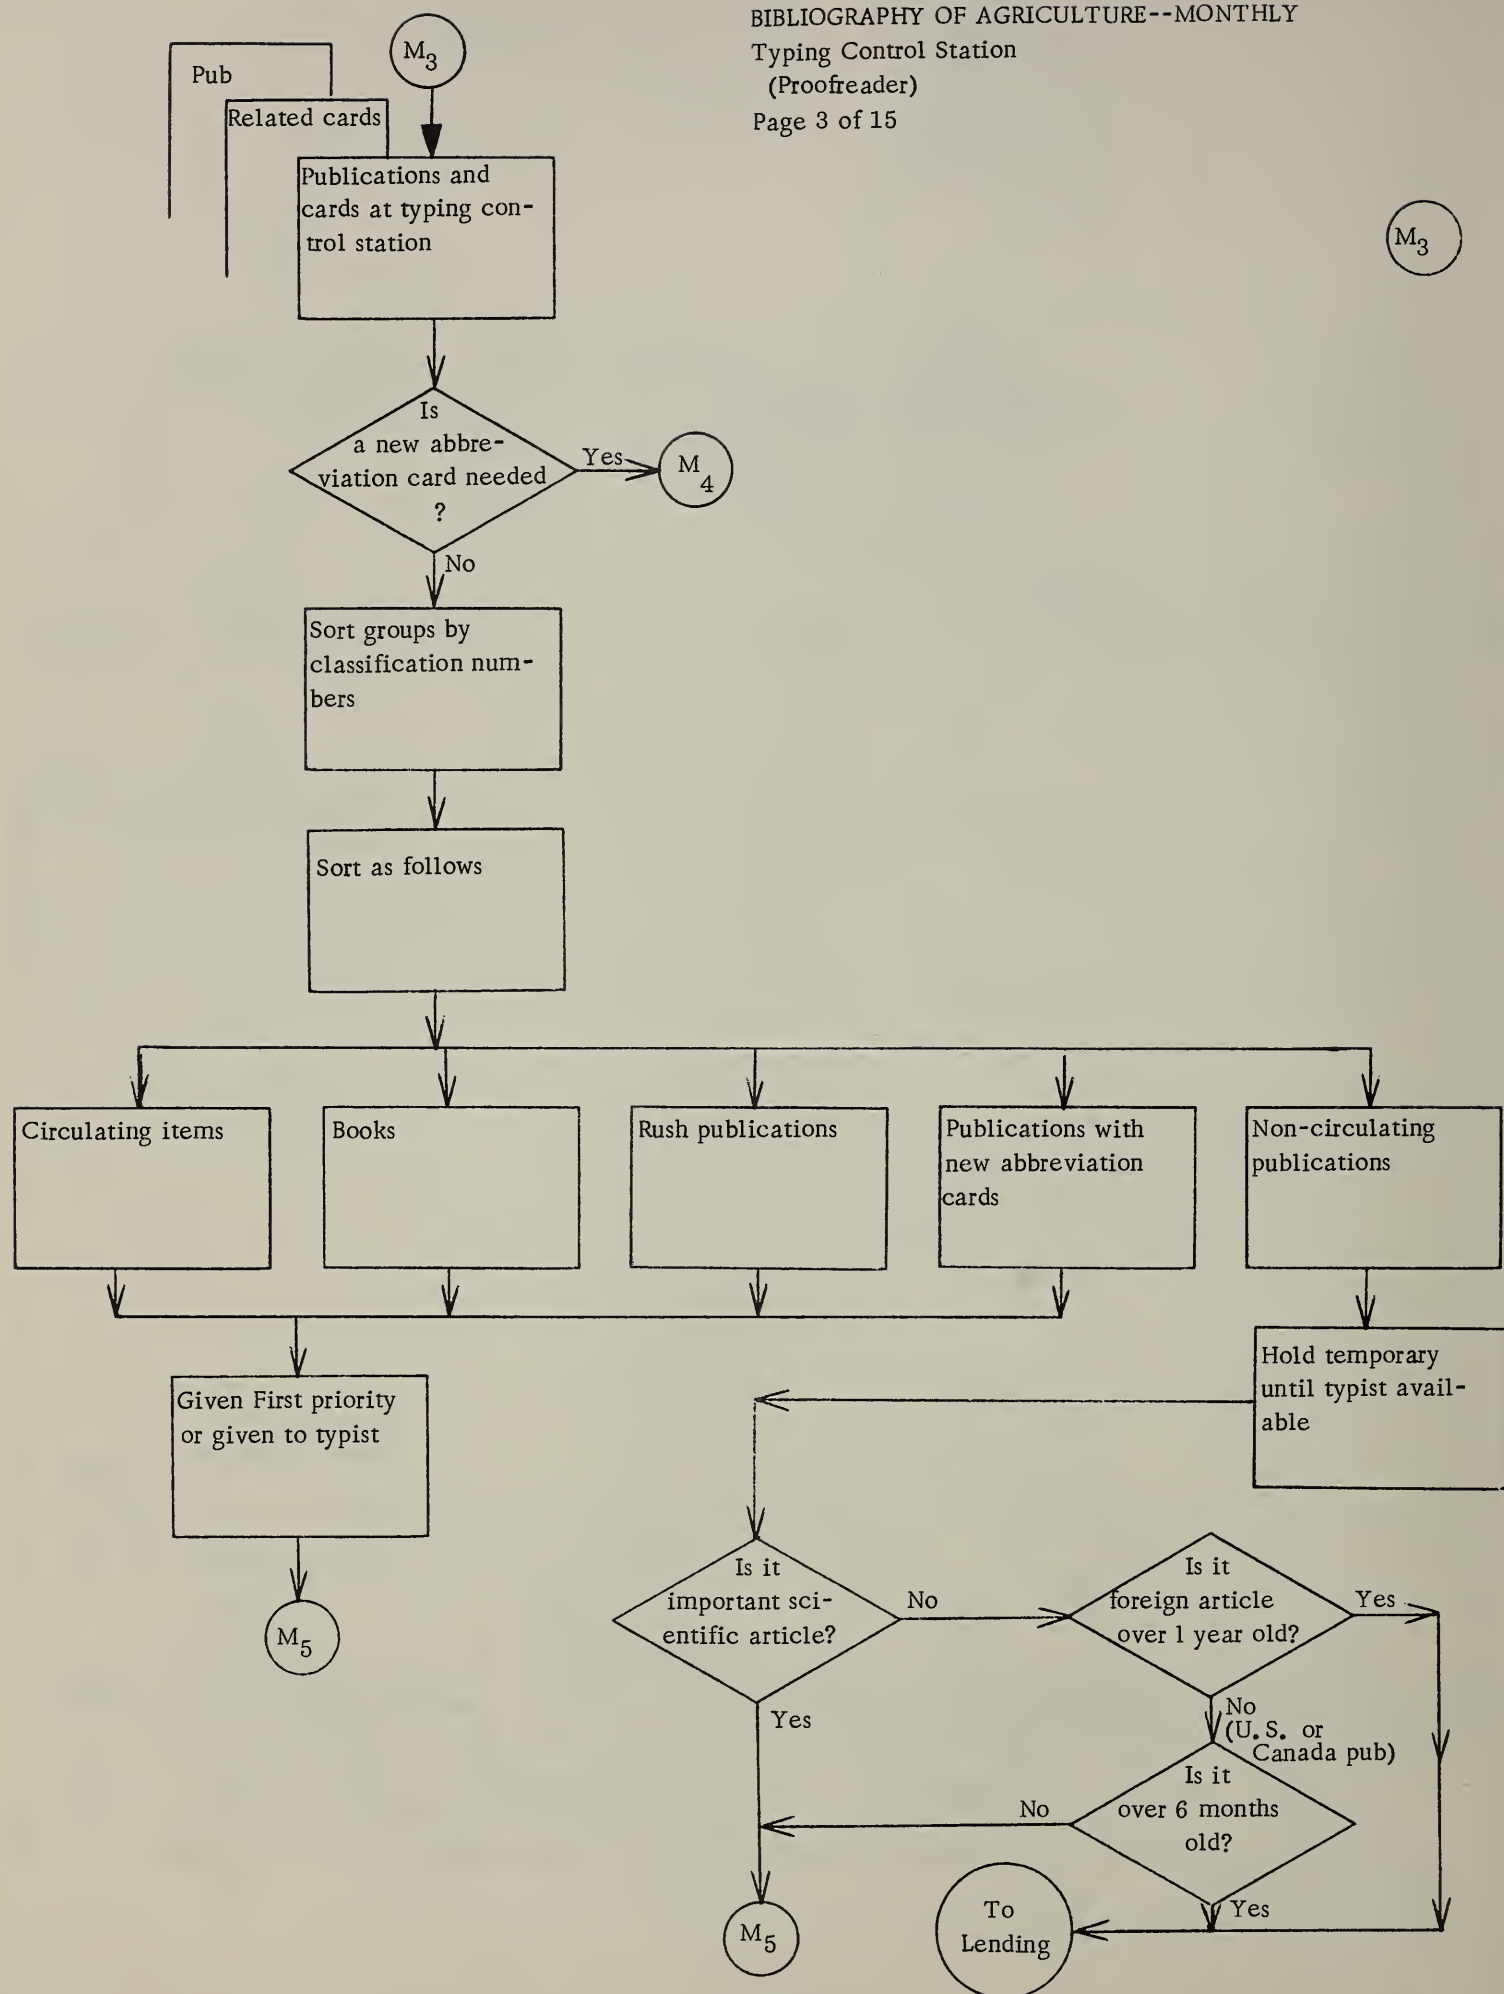 BIBLIOGRAPHY OF AGRICULTURE--MONTHLY
Typing Control Station
(Proofreader)
Page 3 of 15
M3
Pub
Related cards
Publications and
cards at typing con-
trol station
M3
Is
a new abbre-
viation card needed
?
Yes
M4
No
Sort groups by
classification num-
bers
Sort as follows
Circulating items
Books
Rush publications
Publications with
new abbreviation
cards
Non-circulating
publications
Given First priority
or given to typist
M5
Hold temporary
until typist avail-
able
Is it
important sci-
entific article?
No
Is it
foreign article
over 1 year old?
Yes
Yes
No
(U.S. or
Canada pub)
Is it
over 6 months
old?
No
Yes
M5
To
Lending